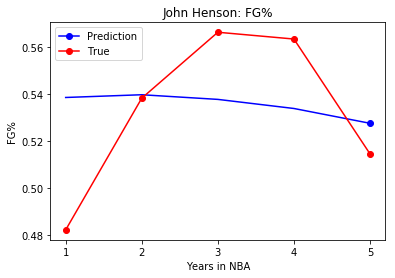 John Henson: FG%
Prediction
True
FG%
0.56
0.54
0.52
0.50
0.48
1 2 3 4 5
Years in NBA